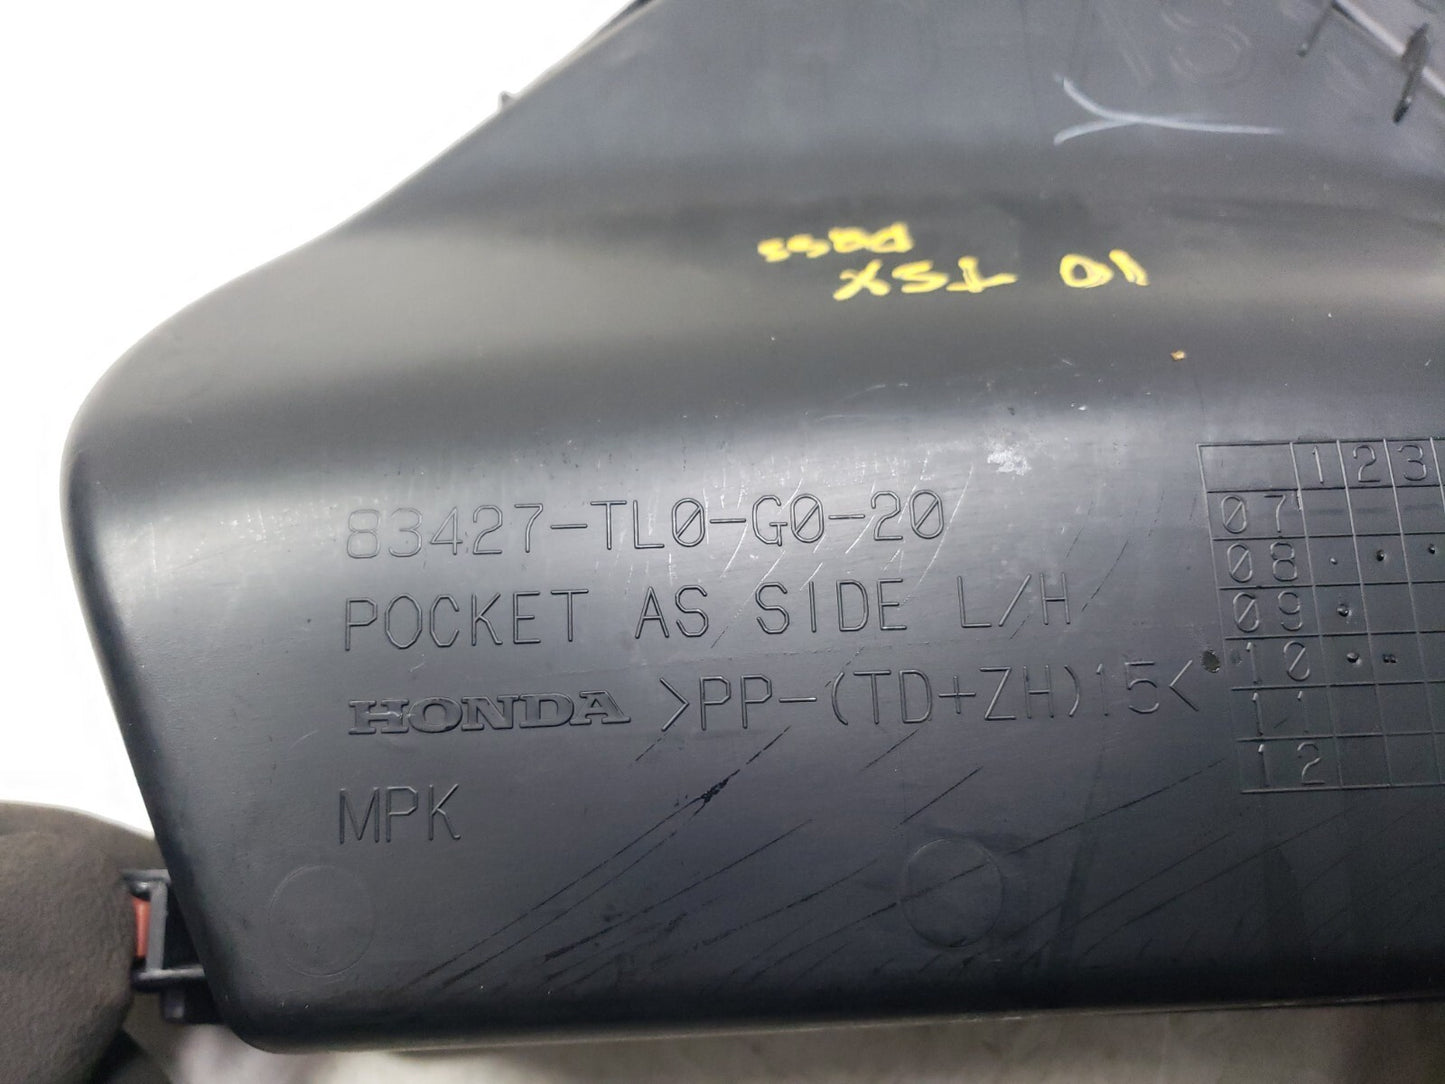 10 TSX
pass
83427-TL0-G0-20
POCKET AS SIDE L/H
HONDA >PP-(TD+ZH)15<
MPK
1 2 3
07
08
09
10
11
12